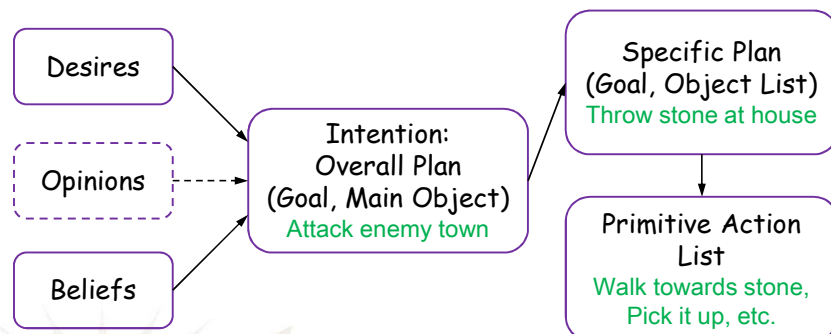 Desires
Opinions
Beliefs
Intention:
Overall Plan
(Goal, Main Object)
Attack enemy town
Specific Plan
(Goal, Object List)
Throw stone at house
Primitive Action
List
Walk towards stone,
Pick it up, etc.